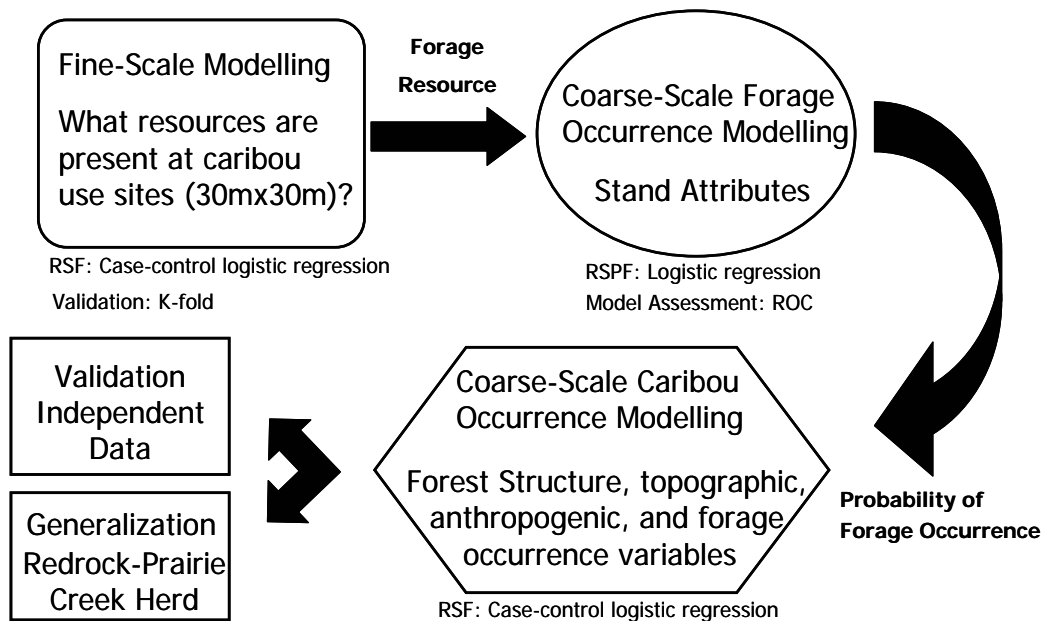 Fine-Scale Modelling
What resources are
present at caribou
use sites (30mx30m)?
RSF: Case-control logistic regression
Validation: K-fold
Forage
Resource
Coarse-Scale Forage
Occurrence Modelling
Stand Attributes
RSPF: Logistic regression
Model Assessment: ROC
Probability of
Forage Occurrence
Coarse-Scale Caribou
Occurrence Modelling
Forest Structure, topographic,
anthropogenic, and forage
occurrence variables
RSF: Case-control logistic regression
Validation
Independent
Data
Generalization
Redrock-Prairie
Creek Herd